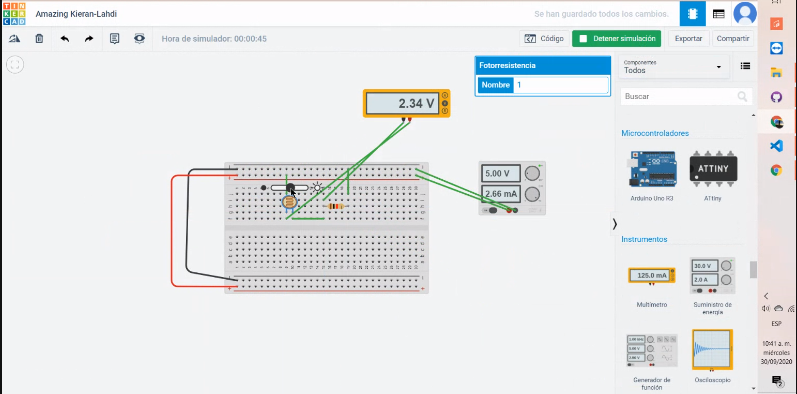 TIN
KER
CAD
Amazing Kieran-Lahdi
Se han guardado todos los cambios.
Hora de simulador: 00:00:45
Código
Detener simulación
Exportar
Compartir
Fotorresistencia
Nombre 1
Componentes
Todos
Buscar
2.34 V
5.00 V
2.66 mA
Microcontroladores
ATTINY
Arduino Uno R3
ATtiny
Instrumentos
125.0 mA
30.0 V
2.0 A
Multímetro
Suministro de
energía
Generador de
función
Osciloscopio
ESP
10:41 a. m.
miércoles
30/09/2020